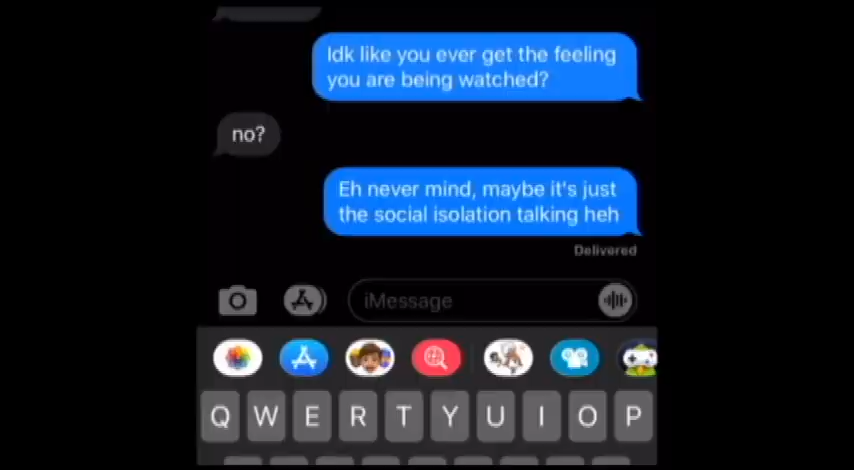 Idk like you ever get the feeling
you are being watched?
no?
Eh never mind, maybe it's just
the social isolation talking heh
Delivered
iMessage
Q W E R T Y U I O P